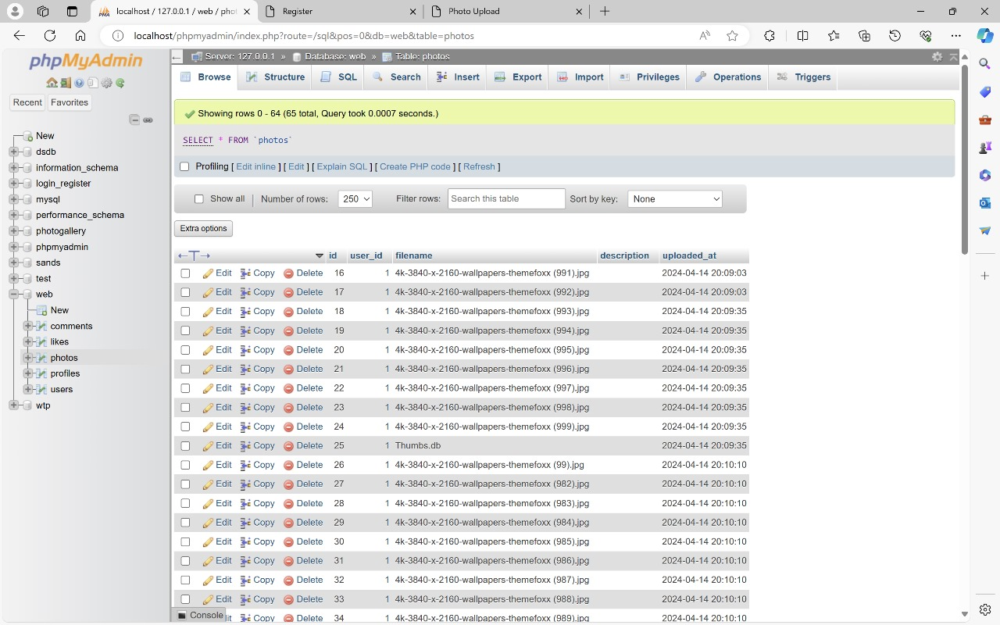 localhost / 127.0.0.1 / web / phot
Register
Photo Upload
localhost/phpmyadmin/index.php?route=/sql&pos=0&db=web&table=photos
phpMyAdmin
Recent Favorites
New
dsdb
information_schema
login_register
mysql
performance_schema
photogallery
phpmyadmin
sands
test
web
New
comments
likes
photos
profiles
users
wtp
Server: 127.0.0.1 » Database: web » Table: photos
Browse Structure SQL Search Insert Export Import Privileges Operations Triggers
Showing rows 0 - 64 (65 total, Query took 0.0007 seconds.)
SELECT * FROM `photos`
Profiling [ Edit inline ] [ Edit ] [ Explain SQL ] [ Create PHP code ] [ Refresh ]
Show all Number of rows: 250 Filter rows: Search this table Sort by key: None
Extra options
id user_id filename description uploaded_at
Edit Copy Delete 16 1 4k-3840-x-2160-wallpapers-themefoxx (991).jpg 2024-04-14 20:09:03
Edit Copy Delete 17 1 4k-3840-x-2160-wallpapers-themefoxx (992).jpg 2024-04-14 20:09:03
Edit Copy Delete 18 1 4k-3840-x-2160-wallpapers-themefoxx (993).jpg 2024-04-14 20:09:35
Edit Copy Delete 19 1 4k-3840-x-2160-wallpapers-themefoxx (994).jpg 2024-04-14 20:09:35
Edit Copy Delete 20 1 4k-3840-x-2160-wallpapers-themefoxx (995).jpg 2024-04-14 20:09:35
Edit Copy Delete 21 1 4k-3840-x-2160-wallpapers-themefoxx (996).jpg 2024-04-14 20:09:35
Edit Copy Delete 22 1 4k-3840-x-2160-wallpapers-themefoxx (997).jpg 2024-04-14 20:09:35
Edit Copy Delete 23 1 4k-3840-x-2160-wallpapers-themefoxx (998).jpg 2024-04-14 20:09:35
Edit Copy Delete 24 1 4k-3840-x-2160-wallpapers-themefoxx (999).jpg 2024-04-14 20:09:35
Edit Copy Delete 25 1 Thumbs.db 2024-04-14 20:09:35
Edit Copy Delete 26 1 4k-3840-x-2160-wallpapers-themefoxx (99).jpg 2024-04-14 20:10:10
Edit Copy Delete 27 1 4k-3840-x-2160-wallpapers-themefoxx (982).jpg 2024-04-14 20:10:10
Edit Copy Delete 28 1 4k-3840-x-2160-wallpapers-themefoxx (983).jpg 2024-04-14 20:10:10
Edit Copy Delete 29 1 4k-3840-x-2160-wallpapers-themefoxx (984).jpg 2024-04-14 20:10:10
Edit Copy Delete 30 1 4k-3840-x-2160-wallpapers-themefoxx (985).jpg 2024-04-14 20:10:10
Edit Copy Delete 31 1 4k-3840-x-2160-wallpapers-themefoxx (986).jpg 2024-04-14 20:10:10
Edit Copy Delete 32 1 4k-3840-x-2160-wallpapers-themefoxx (987).jpg 2024-04-14 20:10:10
Edit Copy Delete 33 1 4k-3840-x-2160-wallpapers-themefoxx (988).jpg 2024-04-14 20:10:10
Console it Copy Delete 34 1 4k-3840-x-2160-wallpapers-themefoxx (989).jpg 2024-04-14 20:10:10